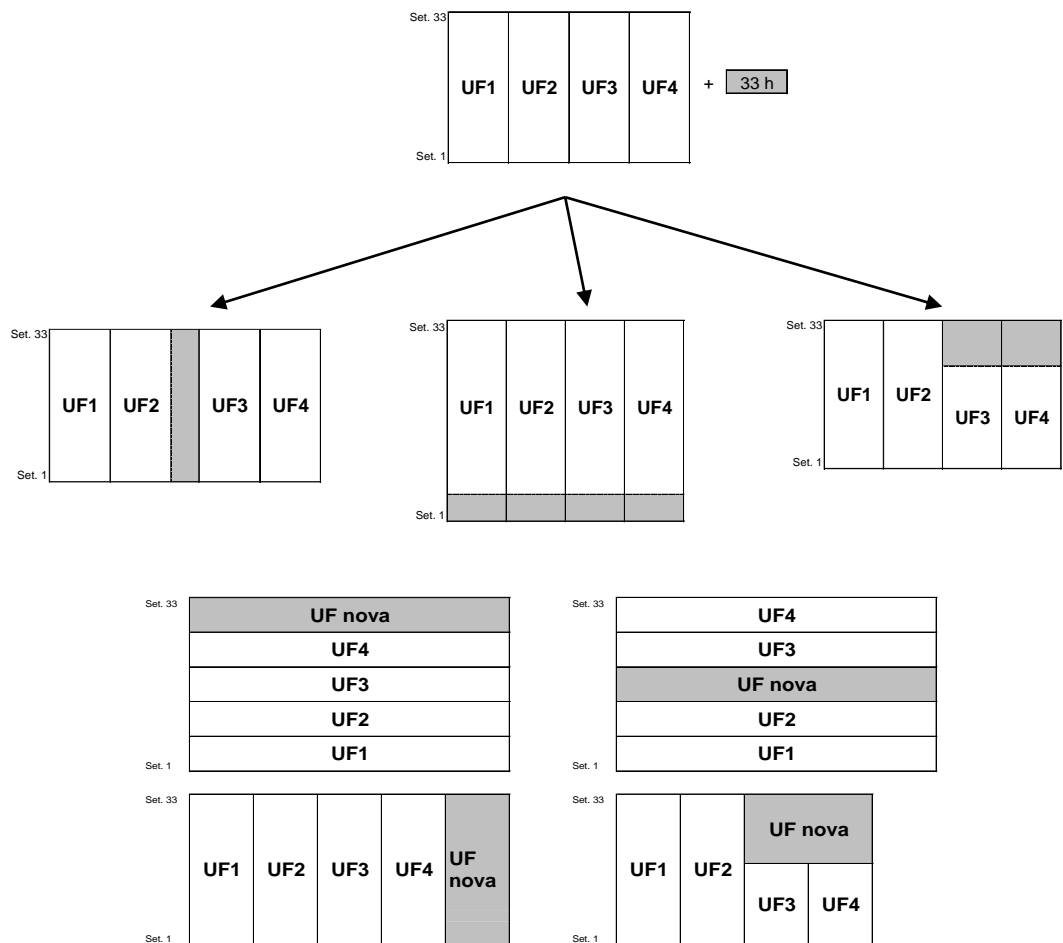 Set. 33
UF1 UF2 UF3 UF4 + 33 h
Set. 1
Set. 33
UF1 UF2 UF3 UF4
Set. 1
Set. 33
UF1 UF2 UF3 UF4
Set. 1
Set. 33
UF1 UF2
UF3 UF4
Set. 1
Set. 33
UF nova
UF4
UF3
UF2
UF1
Set. 1
Set. 33
UF4
UF3
UF nova
UF2
UF1
Set. 1
Set. 33
UF1 UF2 UF3 UF4 UF
nova
Set. 1
Set. 33
UF nova
UF1 UF2
UF3 UF4
Set. 1